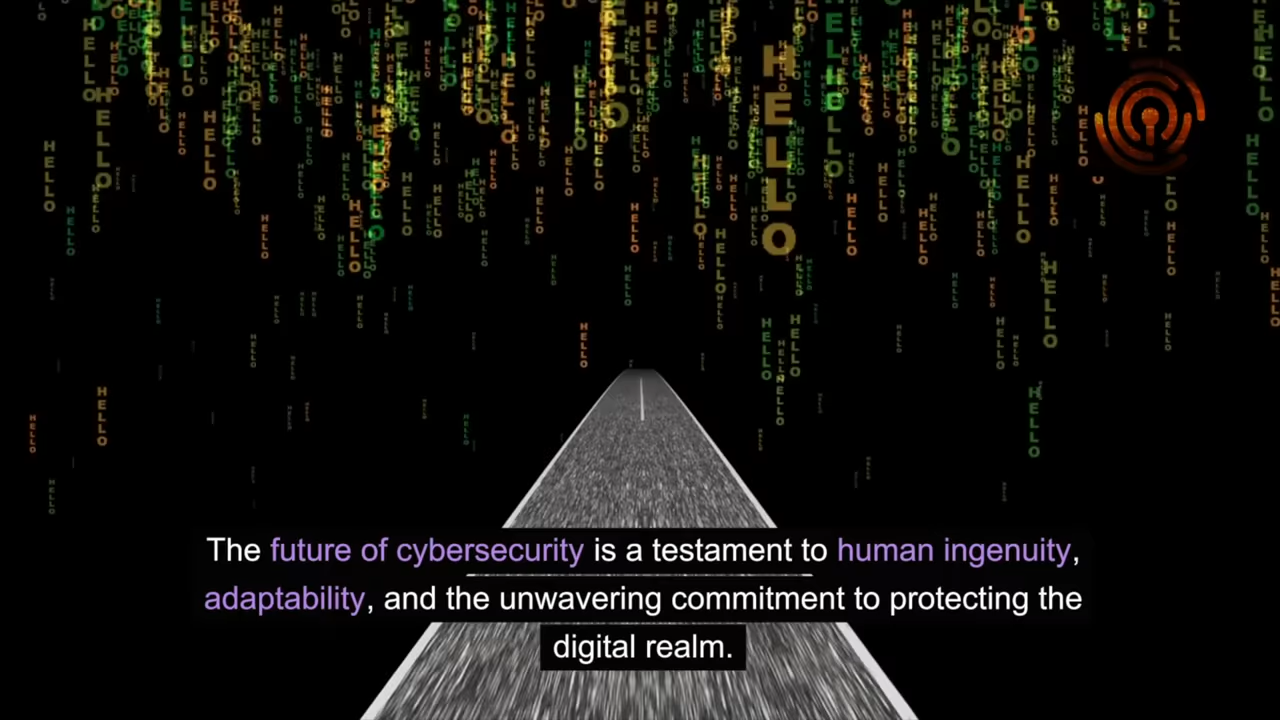 HELLO
The future of cybersecurity is a testament to human ingenuity,
adaptability, and the unwavering commitment to protecting the
digital realm.